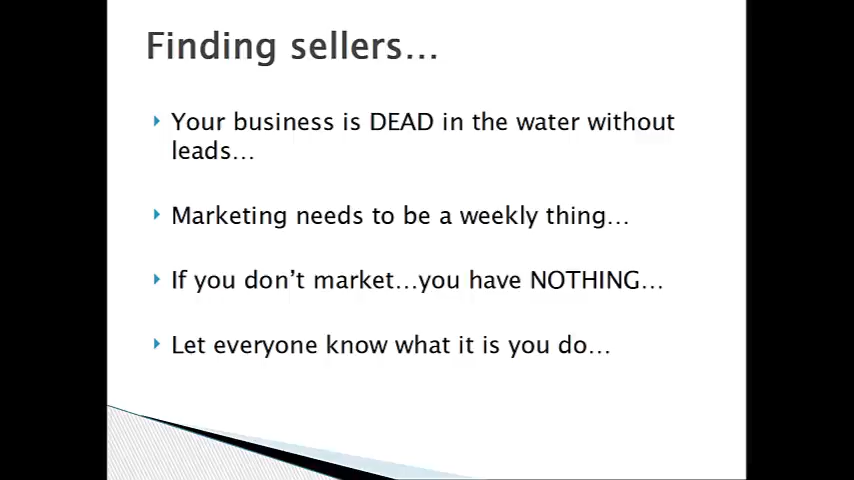 Finding sellers...
Your business is DEAD in the water without
leads...
Marketing needs to be a weekly thing...
If you don’t market...you have NOTHING...
Let everyone know what it is you do...